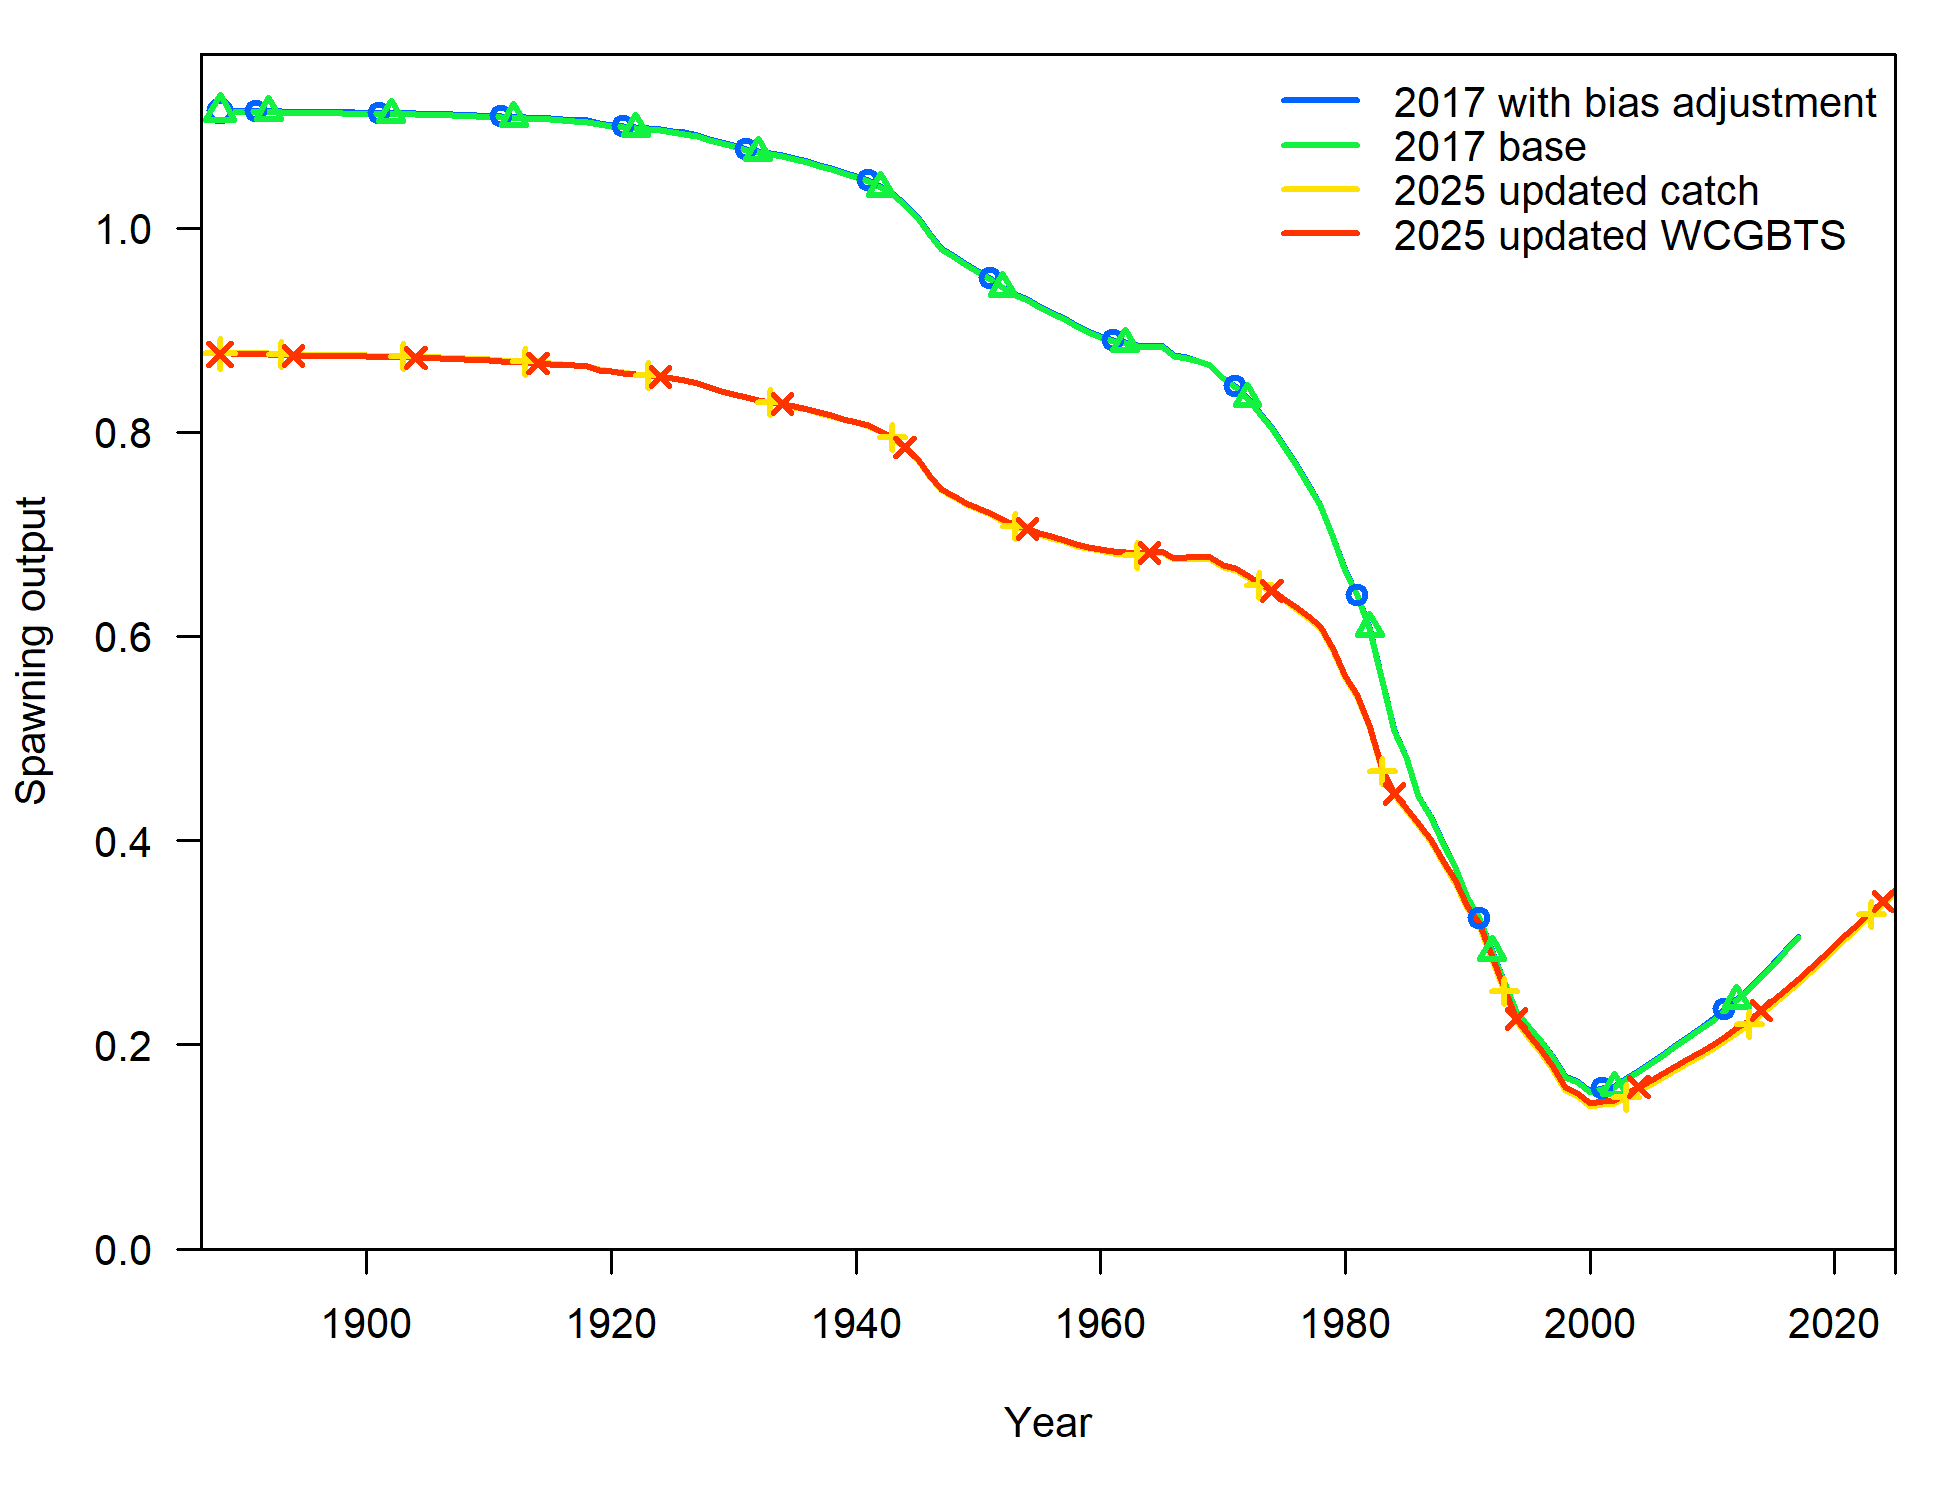 2017 with bias adjustment
2017 base
2025 updated catch
2025 updated WCGBTS
Spawning output
1.0
0.8
0.6
0.4
0.2
0.0
1900 1920 1940 1960 1980 2000 2020
Year